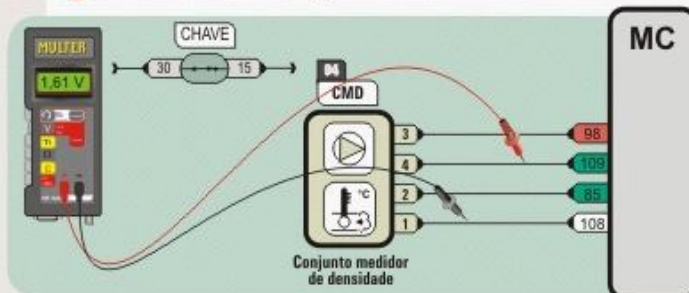 MULTER
1,61 V
CHAVE
30 15
04
CMD
MC
3 98
4 109
2 85
1 108
°C
Conjunto medidor
de densidade